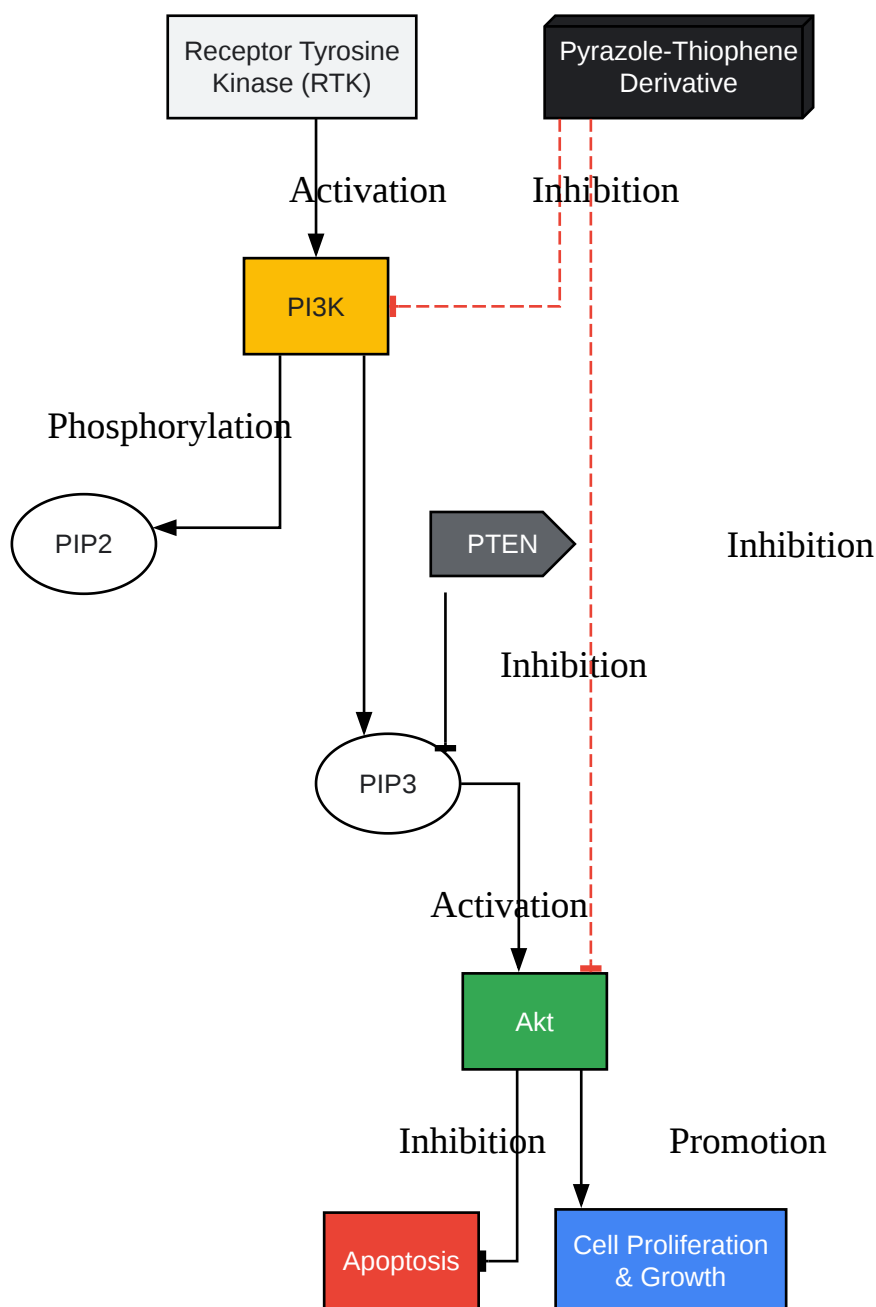 Receptor Tyrosine
Kinase (RTK)
Pyrazole-Thiophene
Derivative
Activation
Inhibition
PI3K
Phosphorylation
PIP2
PTEN
Inhibition
Inhibition
PIP3
Activation
Akt
Inhibition
Promotion
Apoptosis
Cell Proliferation
& Growth